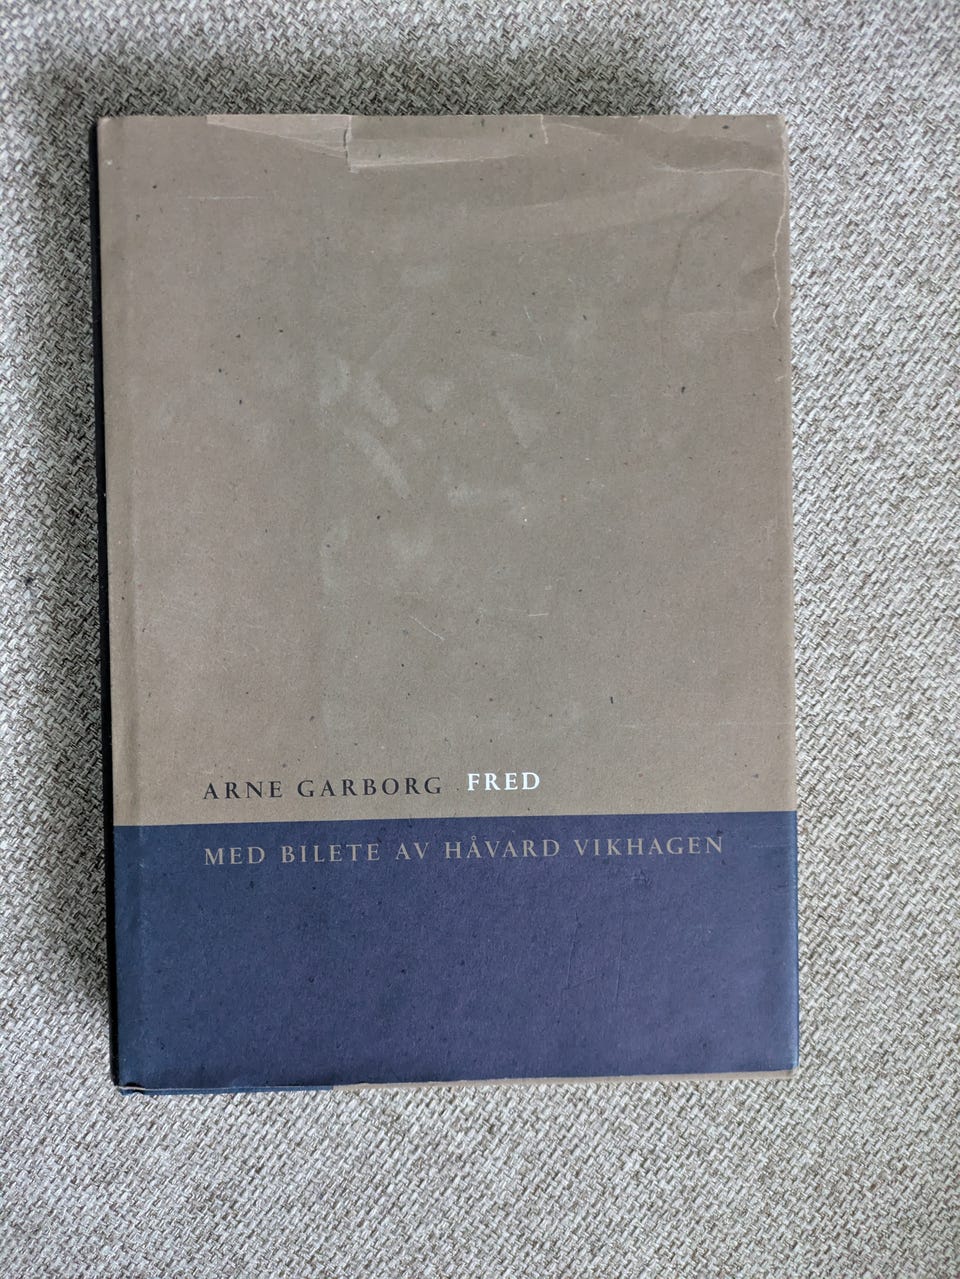 ARNE GARBORG FRED
MED BILETE AV HÅVARD VIKHAGEN